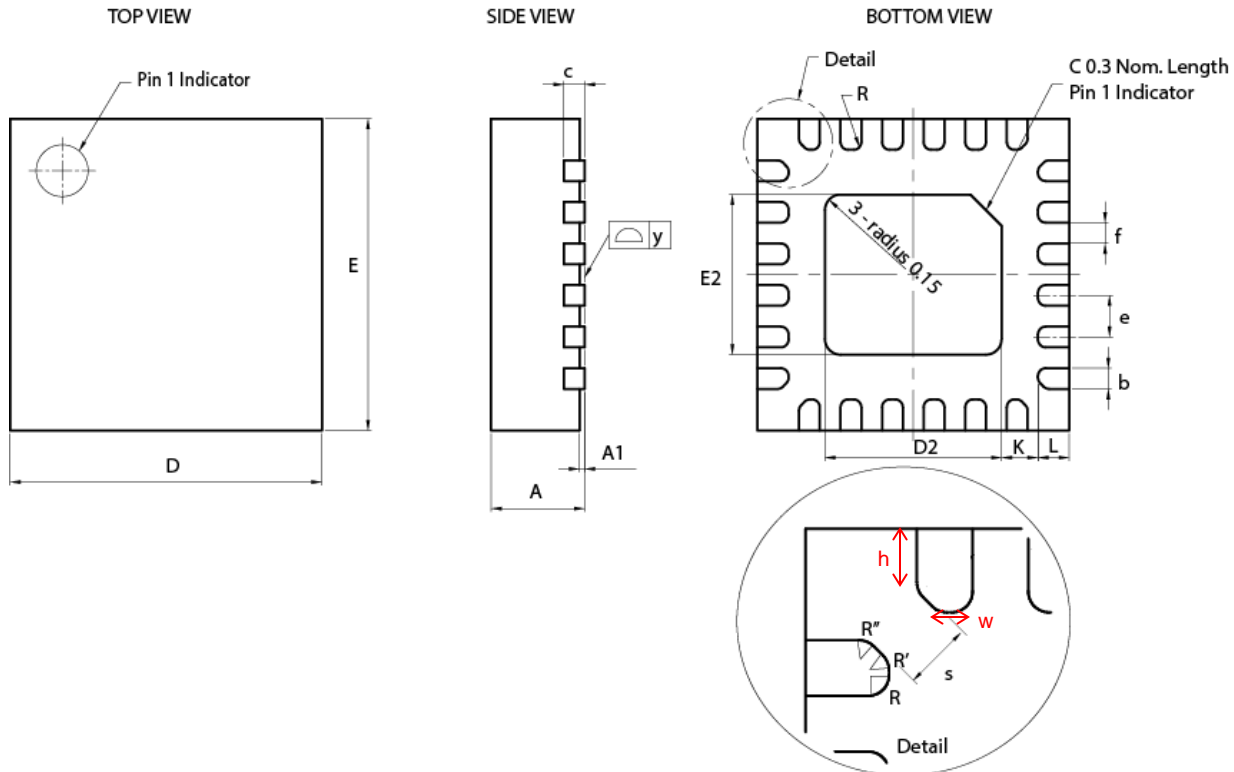 TOP VIEW
SIDE VIEW
BOTTOM VIEW
Pin 1 Indicator
c
Detail
R
C 0.3 Nom. Length
Pin 1 Indicator
E
y
E2
3 - radius 0.15
f
e
b
D
A1
A
D2
K
L
h
w
R″
R′
s
R
Detail